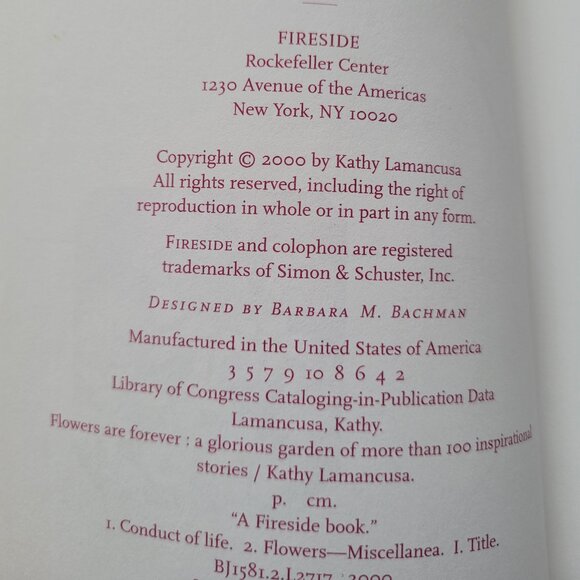 FIRESIDE
Rockefeller Center
1230 Avenue of the Americas
New York, NY 10020
Copyright © 2000 by Kathy Lamancusa
All rights reserved, including the right of
reproduction in whole or in part in any form.
FIRESIDE and colophon are registered
trademarks of Simon & Schuster, Inc.
DESIGNED BY BARBARA M. BACHMAN
Manufactured in the United States of America
3 5 7 9 10 8 6 4 2
Library of Congress Cataloging-in-Publication Data
Lamancusa, Kathy.
Flowers are forever : a glorious garden of more than 100 inspirational
stories / Kathy Lamancusa.
p. cm.
“A Fireside book.”
1. Conduct of life. 2. Flowers—Miscellanea. I. Title.
BJ1581.2.L2717 2000